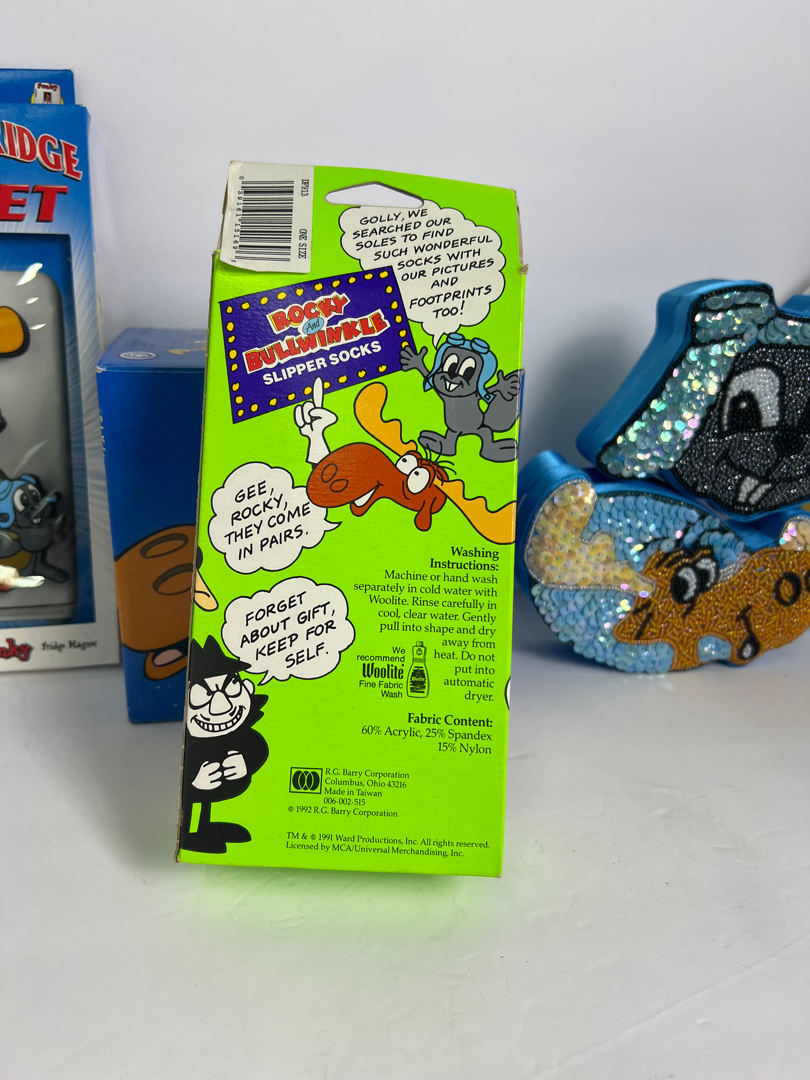 IDGE
ET
Fridge Magnet
DP913
ONE SIZE
GOLLY, WE
SEARCHED OUR
SOLES TO FIND
SUCH WONDERFUL
SOCKS WITH
OUR PICTURES
AND
FOOTPRINTS
TOO!
ROCKY
And
BULLWINKLE
SLIPPER SOCKS
GEE,
ROCKY,
THEY COME
IN PAIRS.
FORGET
ABOUT GIFT,
KEEP FOR
SELF.
Washing
Instructions:
Machine or hand wash
separately in cold water with
Woolite. Rinse carefully in
cool, clear water. Gently
pull into shape and dry
away from
heat. Do not
put into
automatic
dryer.
We
recommend
Woolite
Fine Fabric
Wash
Fabric Content:
60% Acrylic, 25% Spandex
15% Nylon
R.G. Barry Corporation
Columbus, Ohio 43216
Made in Taiwan
006-002-515
© 1992 R.G. Barry Corporation
TM & © 1991 Ward Productions, Inc. All rights reserved.
Licensed by MCA/Universal Merchandising, Inc.